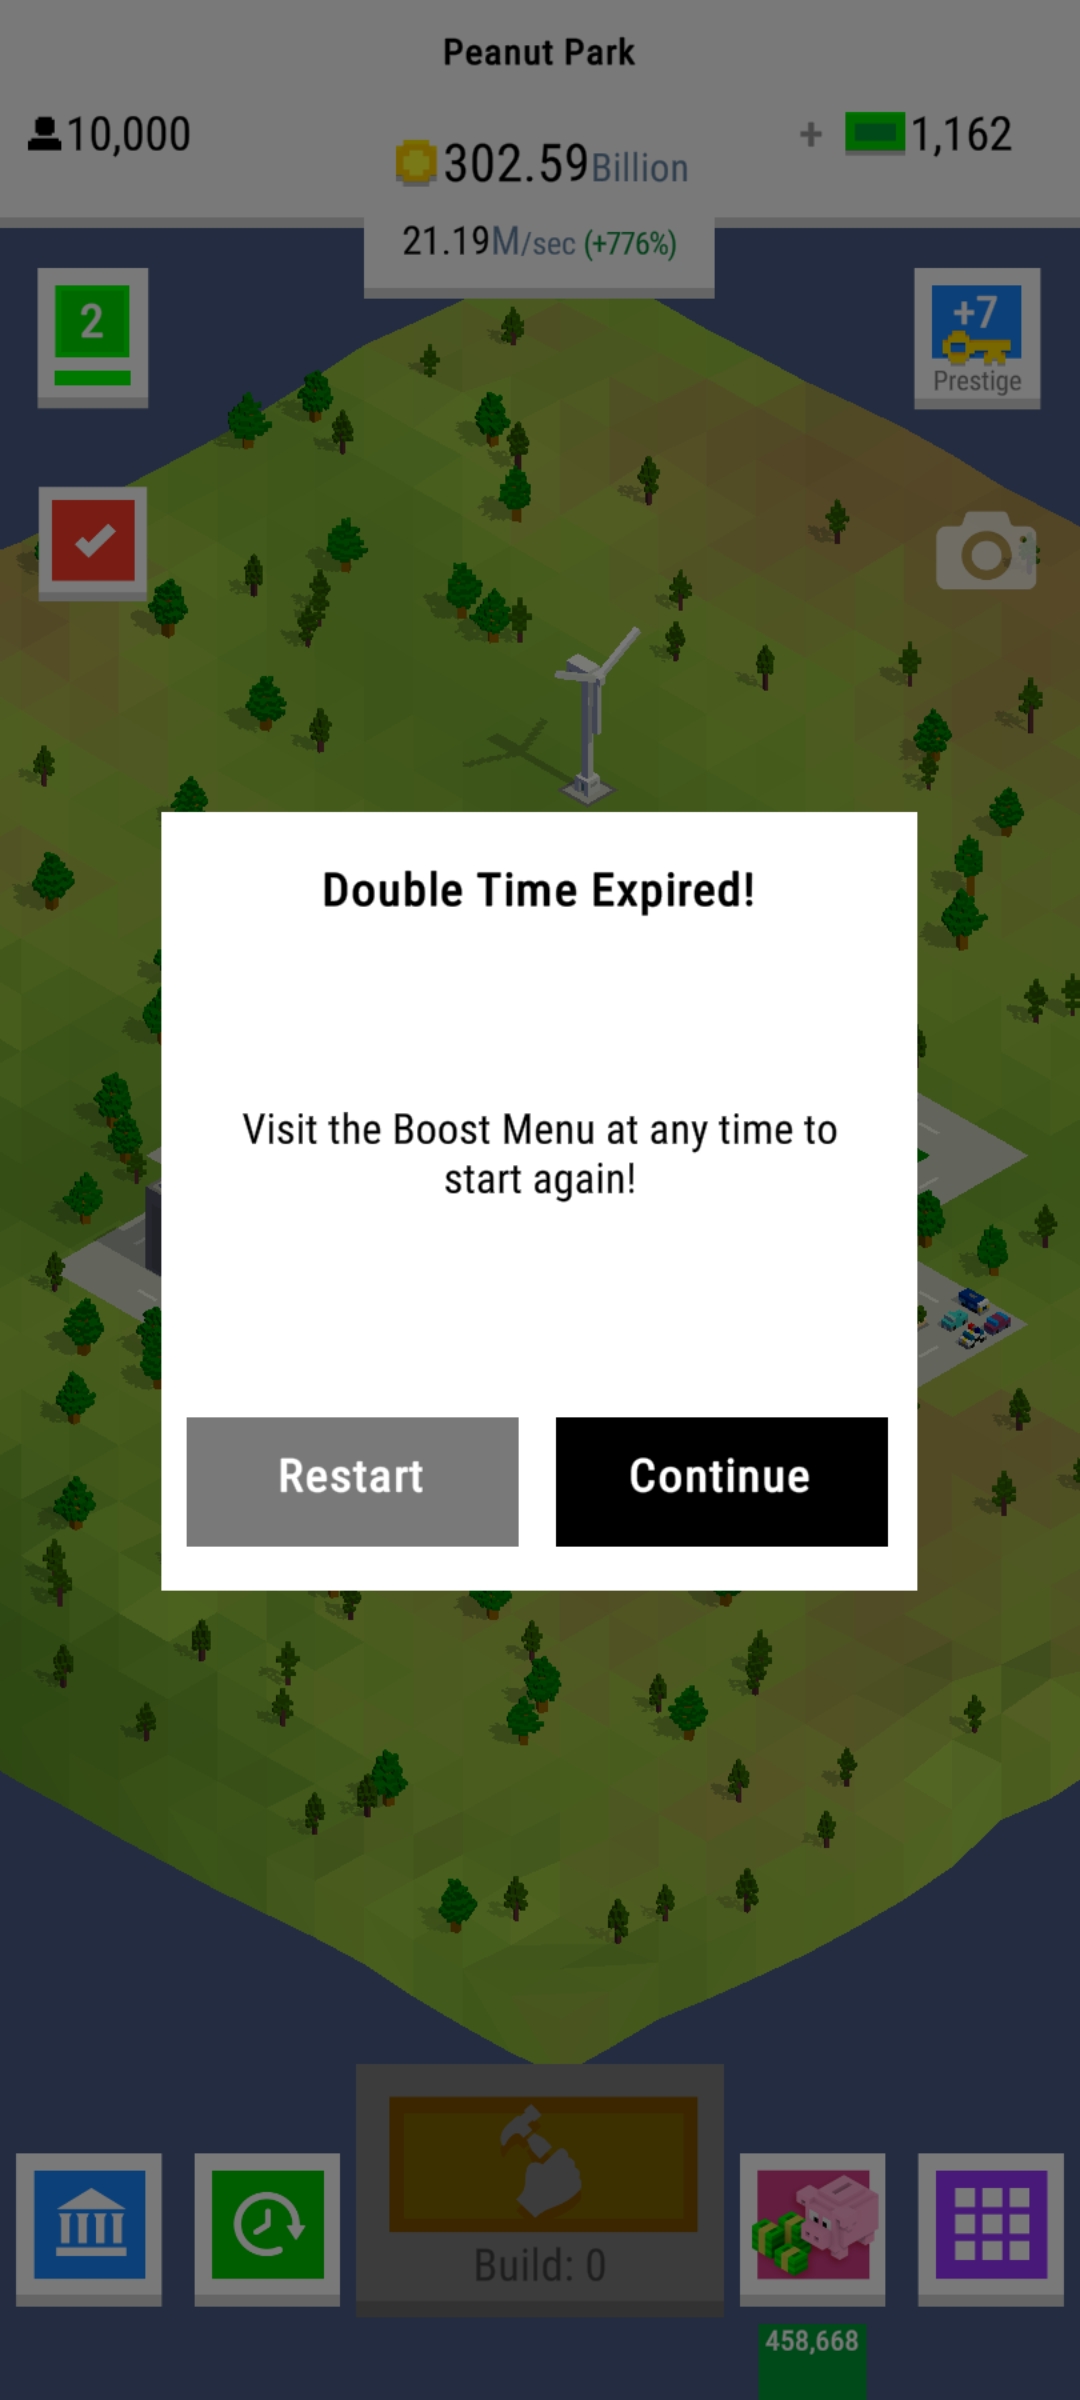 Peanut Park
10,000
302.59Billion
+ 1,162
21.19M/sec (+776%)
2
+7
Prestige
Double Time Expired!
Visit the Boost Menu at any time to
start again!
Restart
Continue
Build: 0
458,668